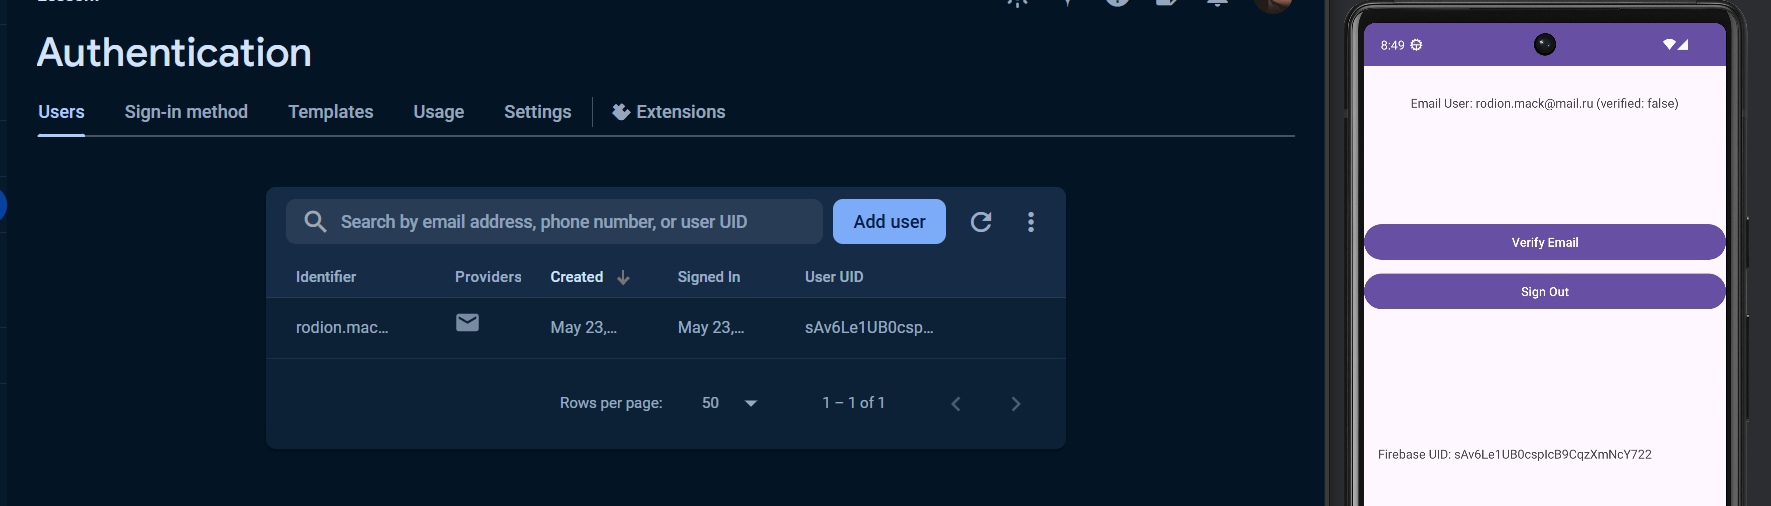 Authentication
Users
Sign-in method
Templates
Usage
Settings
Extensions
Search by email address, phone number, or user UID
Add user
Identifier
Providers
Created
Signed In
User UID
rodion.mac...
May 23,...
May 23,...
sAv6Le1UB0csp...
Rows per page:
50
1 – 1 of 1
8:49
Email User: rodion.mack@mail.ru (verified: false)
Verify Email
Sign Out
Firebase UID: sAv6Le1UB0cspIcB9CqzXmNcY722